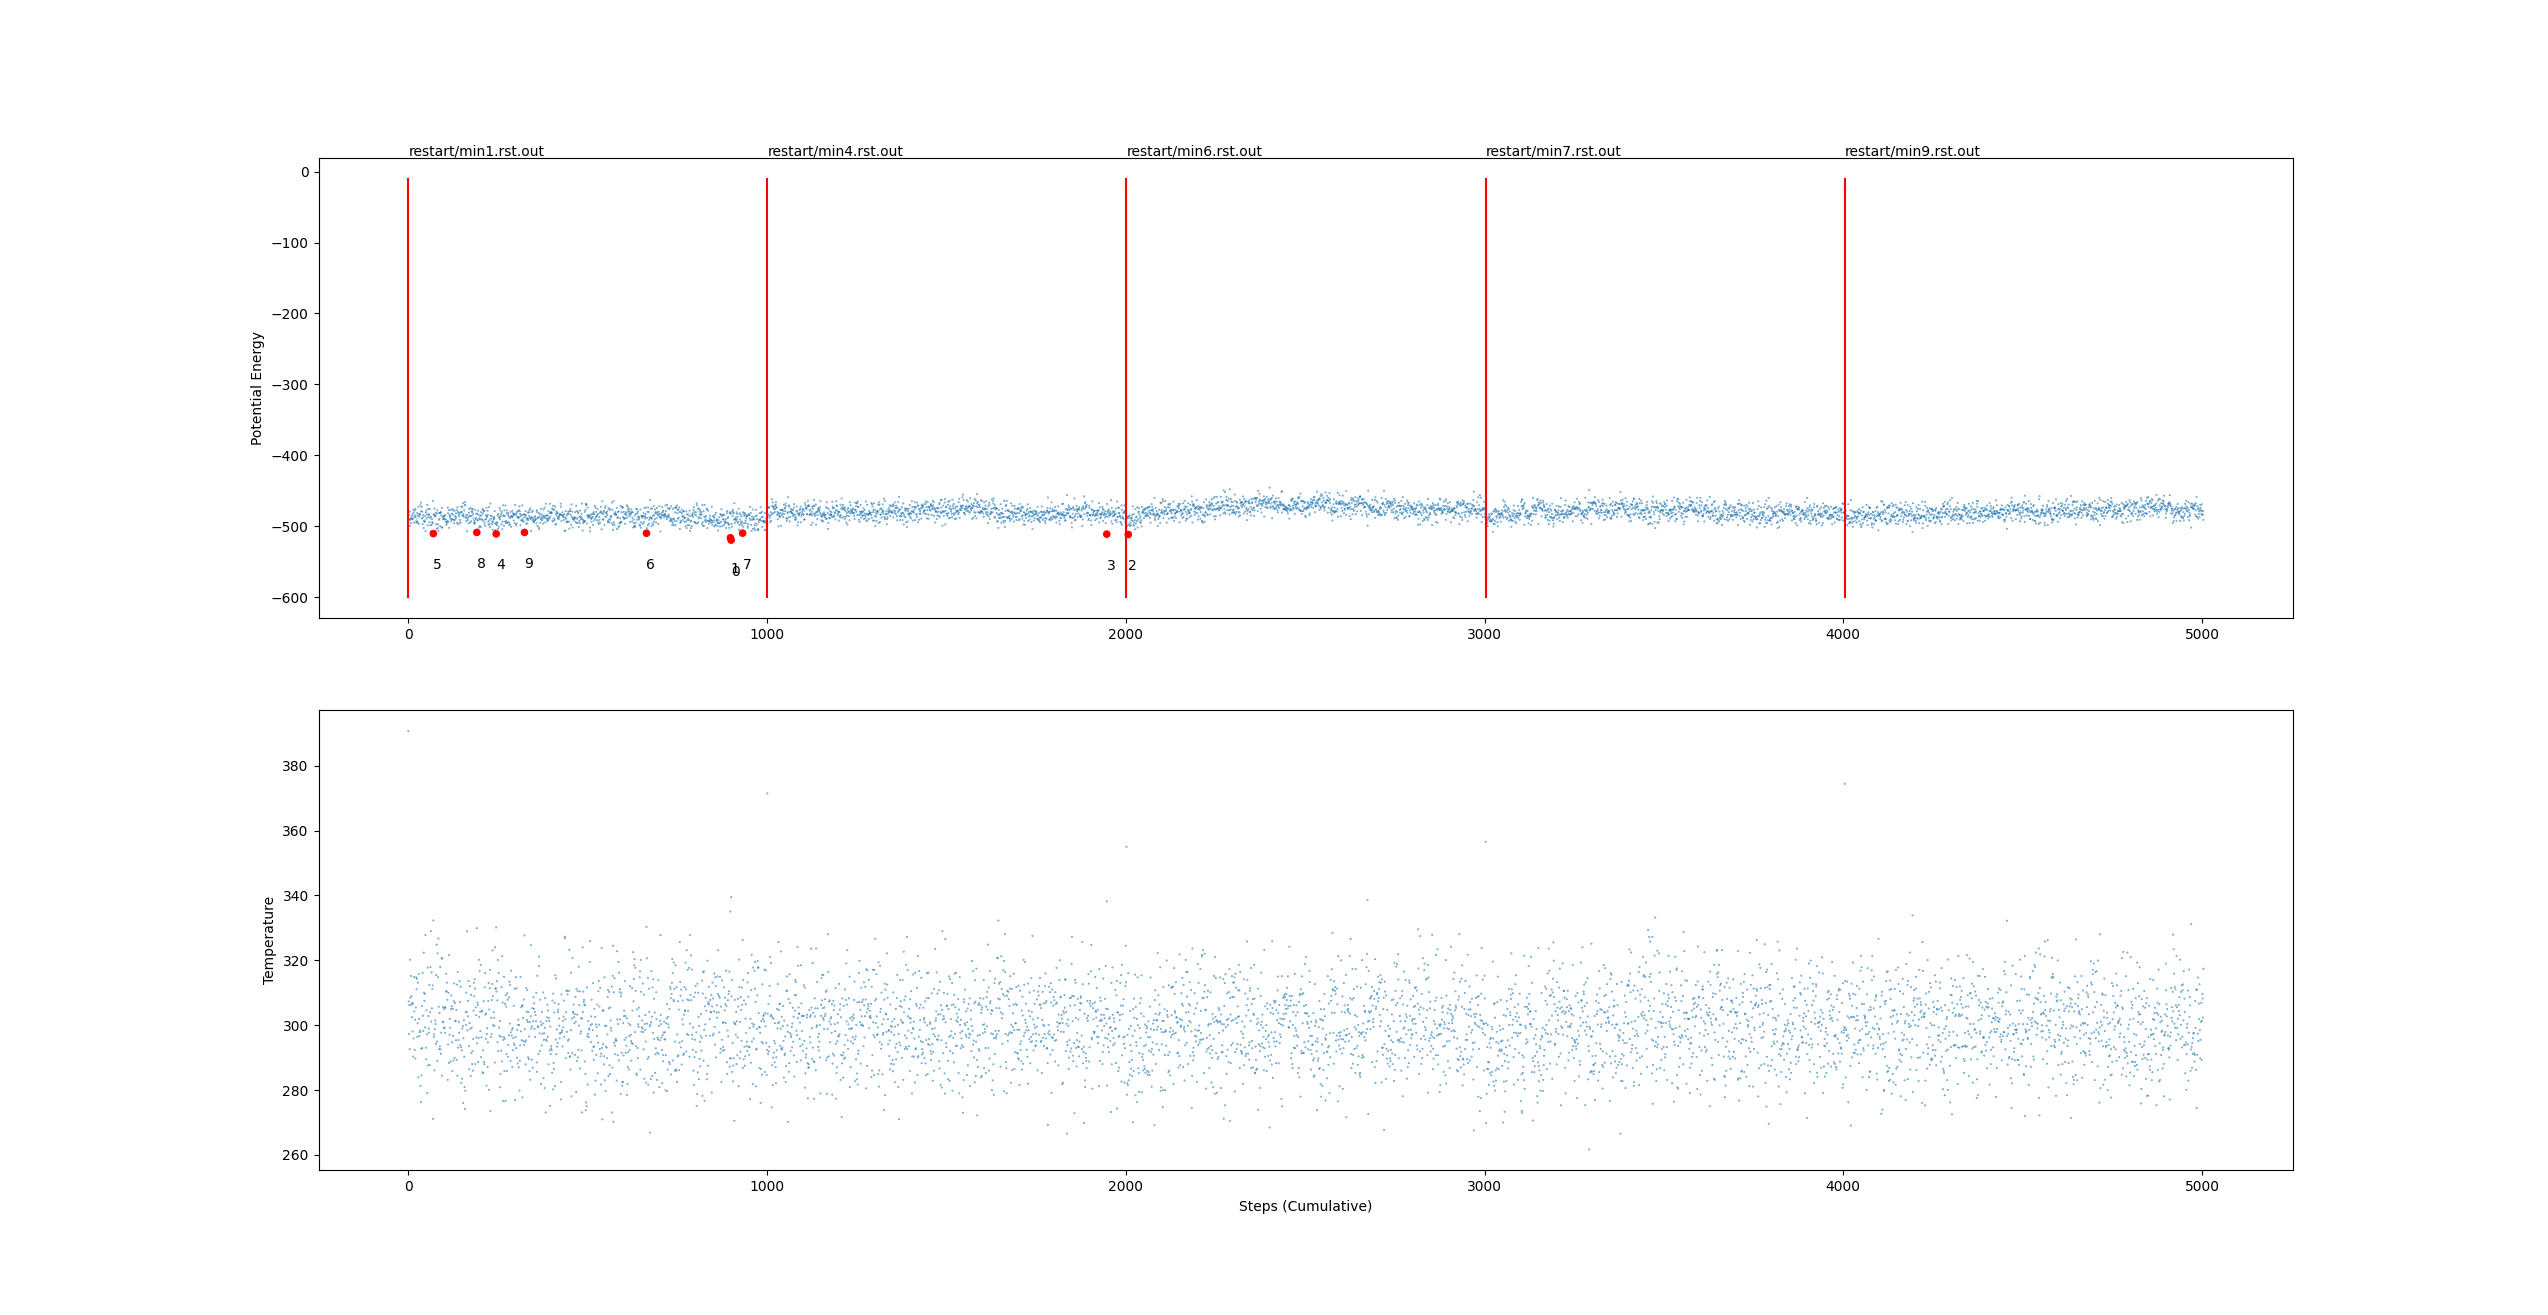 restart/min1.rst.out restart/min4.rst.out restart/min6.rst.out restart/min7.rst.out restart/min9.rst.out
Potential Energy
0
−100
−200
−300
−400
−500
−600
5 8 4 9 6 1 0 7 3 2
0 1000 2000 3000 4000 5000
Temperature
380
360
340
320
300
280
260
0 1000 2000 3000 4000 5000
Steps (Cumulative)